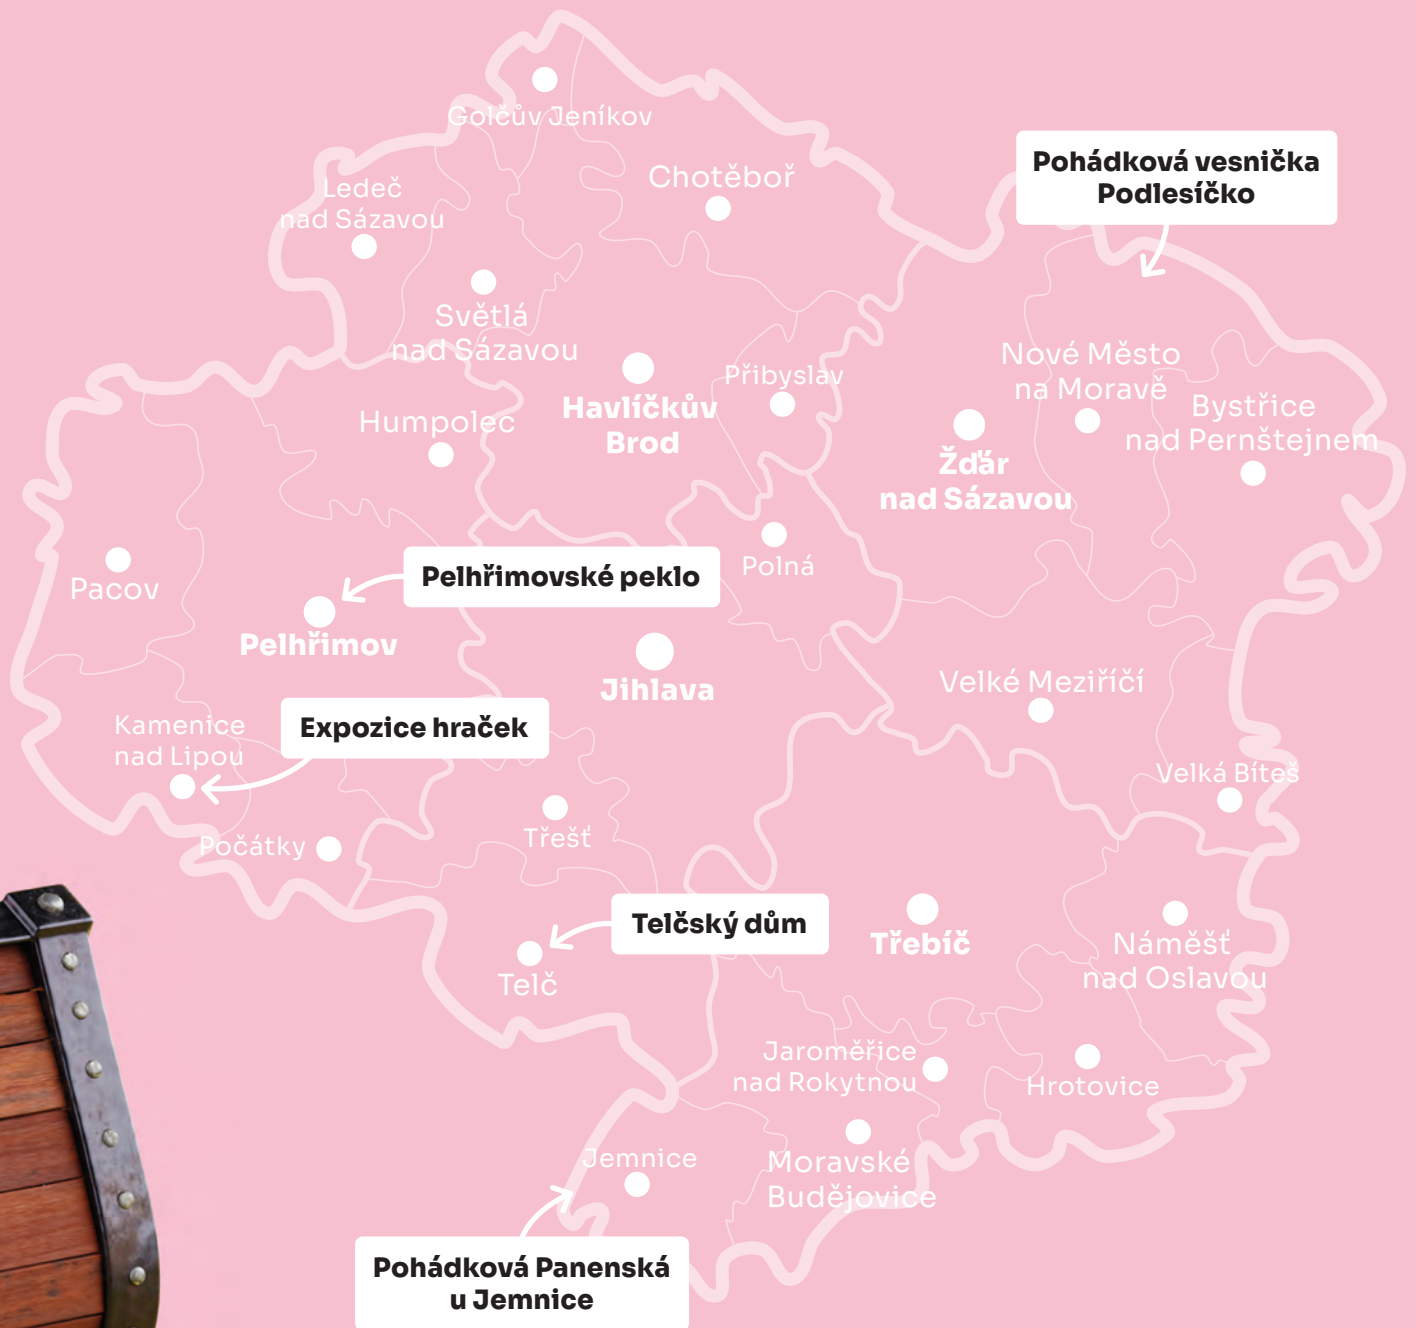 Golčův Jeníkov
Chotěboř
Pohádková vesnička
Podlesíčko
Ledeč
nad Sázavou
Světlá
nad Sázavou
Nové Město
na Moravě
Přibyslav
Havlíčkův
Brod
Bystřice
nad Pernštejnem
Humpolec
Žďár
nad Sázavou
Pelhřimovské peklo
Polná
Pacov
Pelhřimov
Jihlava
Velké Meziříčí
Kamenice
nad Lipou
Expozice hraček
Velká Bíteš
Třešť
Počátky
Telčský dům
Třebíč
Náměšť
nad Oslavou
Telč
Jaroměřice
nad Rokytnou
Hrotovice
Jemnice
Moravské
Budějovice
Pohádková Panenská
u Jemnice